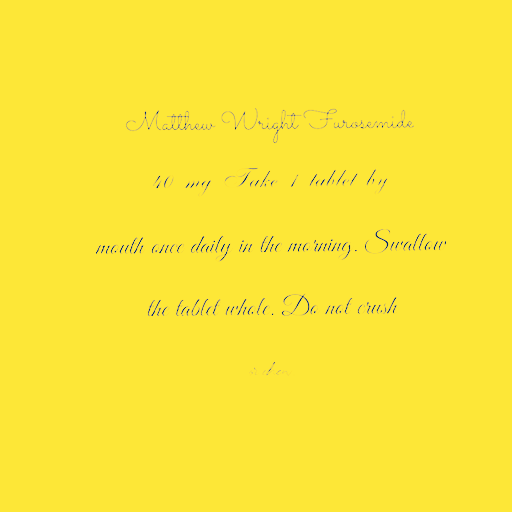 Matthew Wright Furosemide
40 mg Take 1 tablet by
mouth once daily in the morning. Swallow
the tablet whole. Do not crush